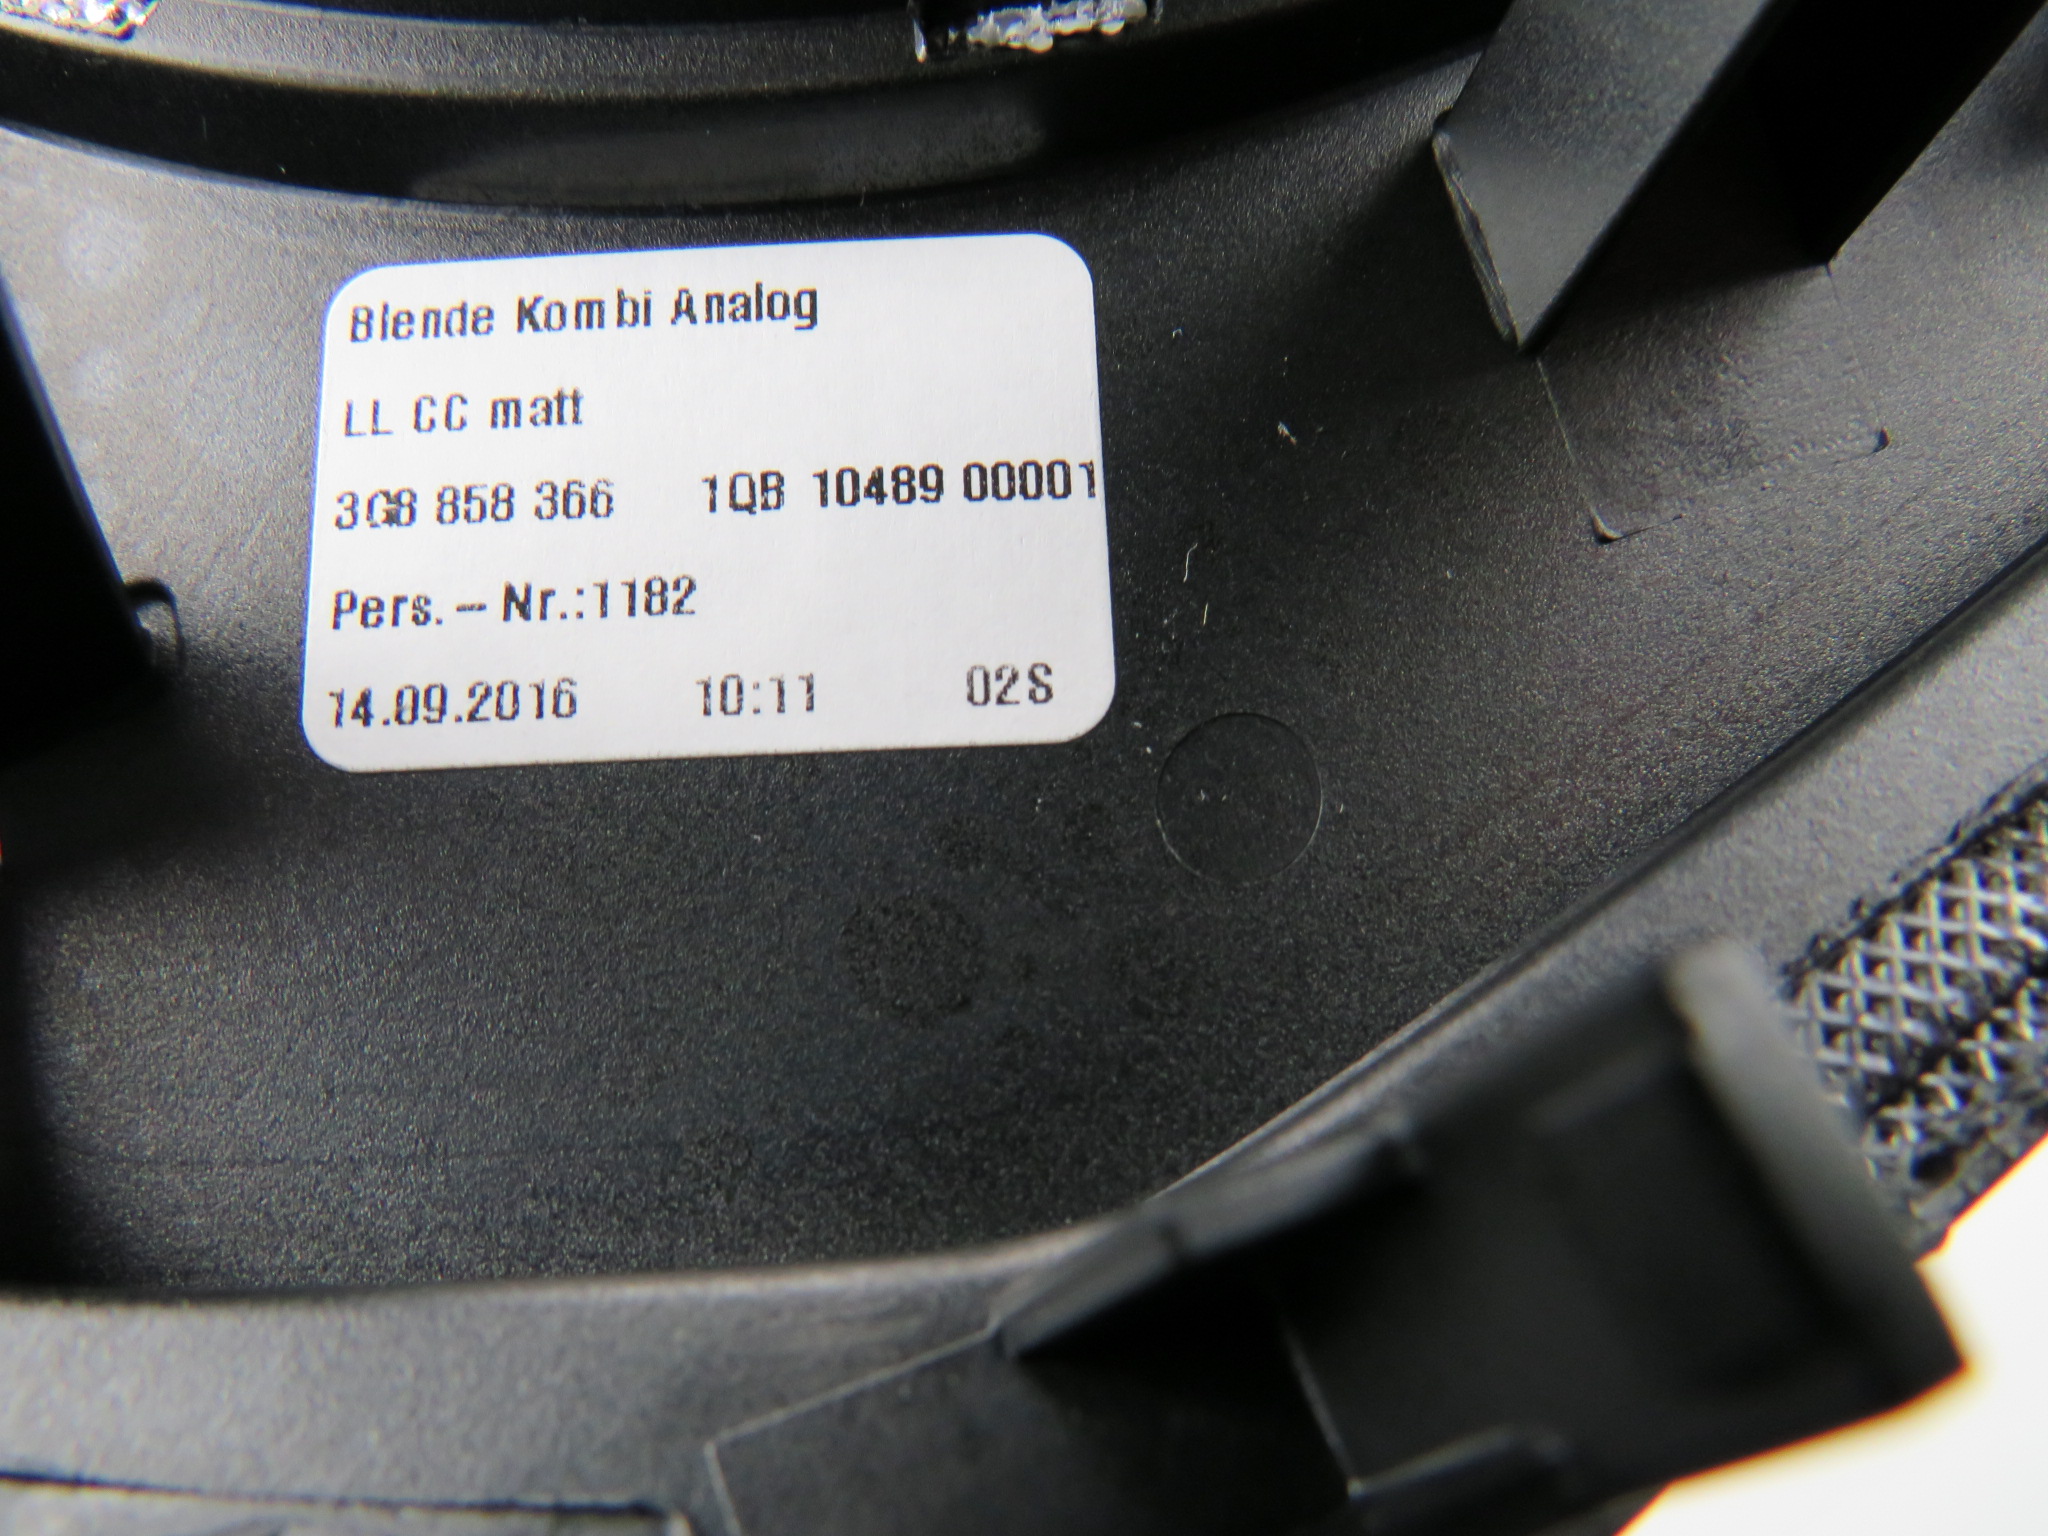 Blende Kombi Analog
LL CC matt
3G8 858 366 1QB 10489 00001
Pers.- Nr.:1182
14.09.2016 10:11 02S